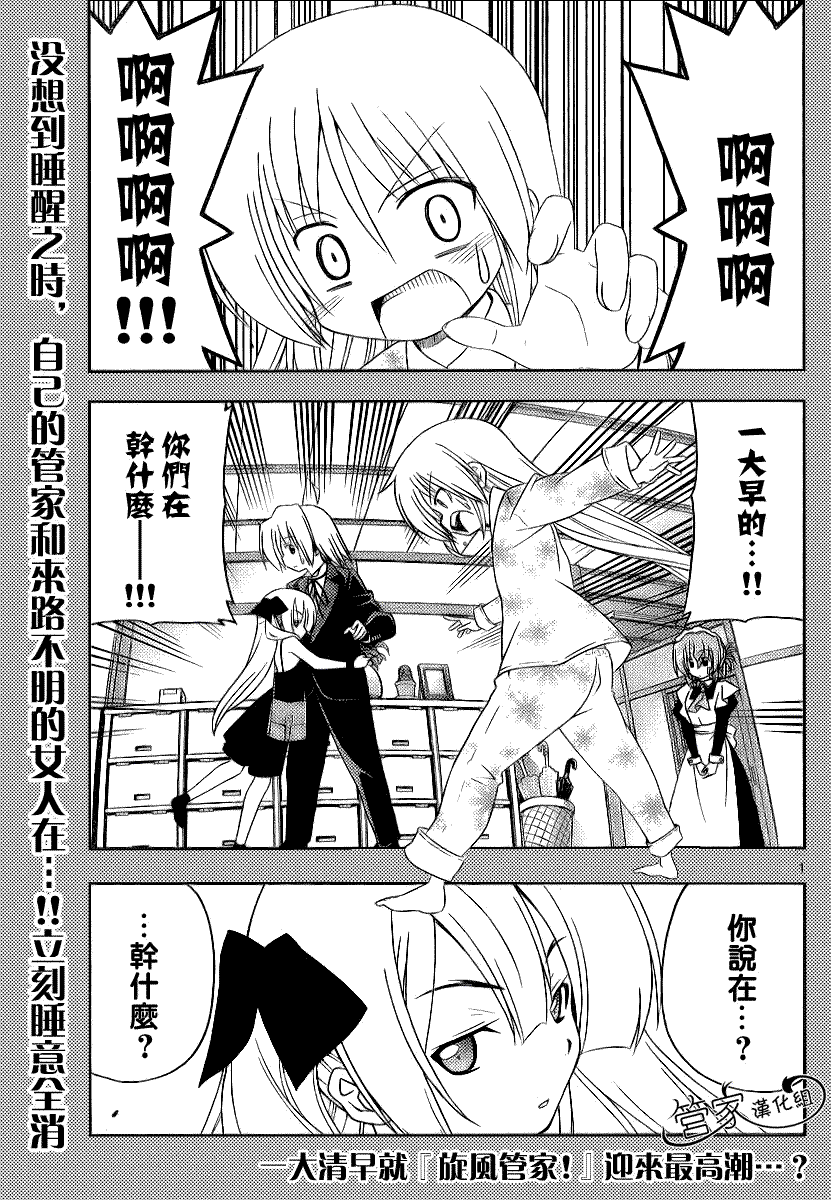 啊啊啊
啊啊啊啊!!!
一大早的…!!
你們在
幹什麼——!!!
1
你說在…?
…幹什麼?
没想到睡醒之時，自己的管家和來路不明的女人在…!!立刻睡意全消
一大清早就『旋風管家!』迎來最高潮…?
管家漢化組